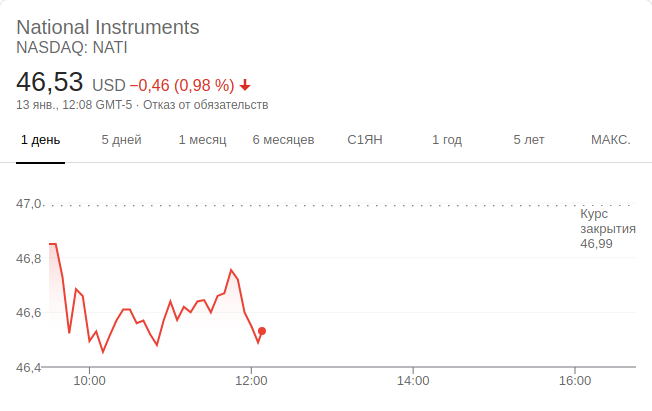 National Instruments
NASDAQ: NATI
46,53 USD −0,46 (0,98 %)
13 янв., 12:08 GMT-5 · Отказ от обязательств
1 день 5 дней 1 месяц 6 месяцев С1ЯН 1 год 5 лет МАКС.
47,0
Курс
закрытия
46,99
46,8
46,6
46,4
10:00 12:00 14:00 16:00